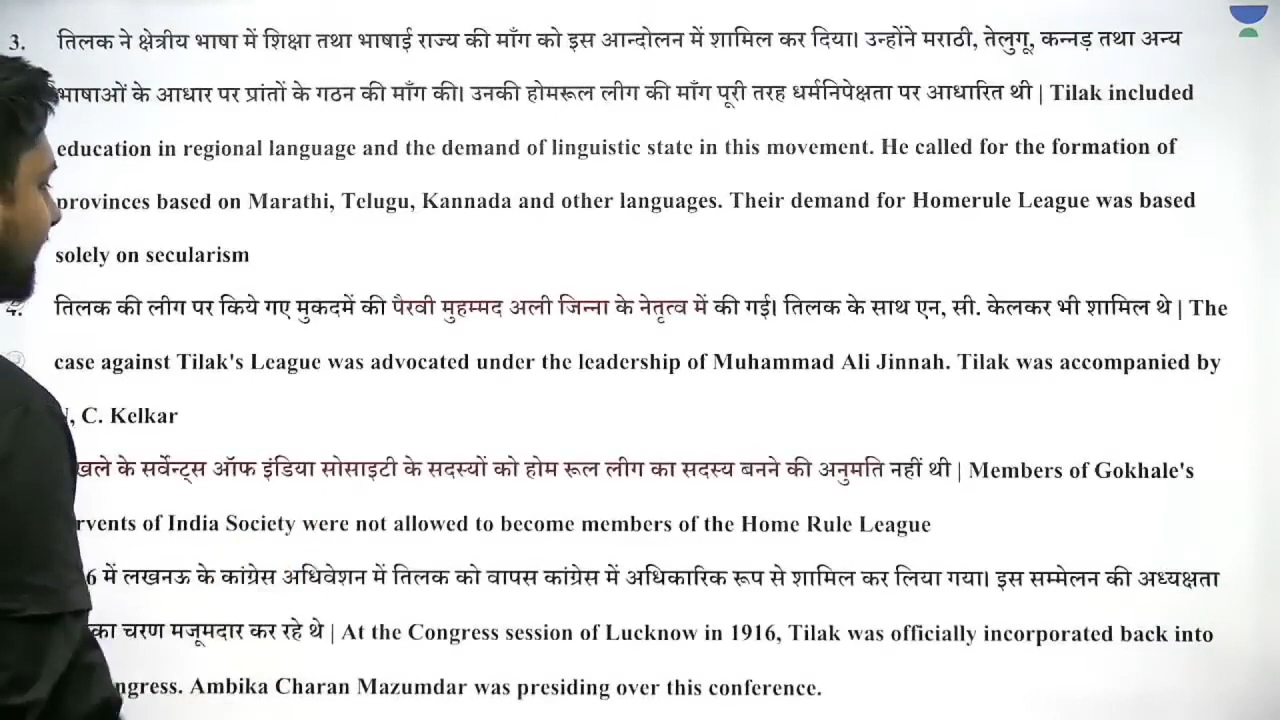 3. तिलक ने क्षेत्रीय भाषा में शिक्षा तथा भाषाई राज्य की माँग को इस आन्दोलन में शामिल कर दिया। उन्होंने मराठी, तेलुगू, कन्नड़ तथा अन्य
भाषाओं के आधार पर प्रांतों के गठन की माँग की। उनकी होमरूल लीग की माँग पूरी तरह धर्मनिपेक्षता पर आधारित थी | Tilak included
education in regional language and the demand of linguistic state in this movement. He called for the formation of
provinces based on Marathi, Telugu, Kannada and other languages. Their demand for Homerule League was based
solely on secularism
4. तिलक की लीग पर किये गए मुकदमें की पैरवी मुहम्मद अली जिन्ना के नेतृत्व में की गई। तिलक के साथ एन, सी. केलकर भी शामिल थे | The
case against Tilak's League was advocated under the leadership of Muhammad Ali Jinnah. Tilak was accompanied by
, C. Kelkar
खले के सर्वेन्ट्स ऑफ इंडिया सोसाइटी के सदस्यों को होम रूल लीग का सदस्य बनने की अनुमति नहीं थी | Members of Gokhale's
rvents of India Society were not allowed to become members of the Home Rule League
6 में लखनऊ के कांग्रेस अधिवेशन में तिलक को वापस कांग्रेस में अधिकारिक रूप से शामिल कर लिया गया। इस सम्मेलन की अध्यक्षता
का चरण मजूमदार कर रहे थे | At the Congress session of Lucknow in 1916, Tilak was officially incorporated back into
ngress. Ambika Charan Mazumdar was presiding over this conference.